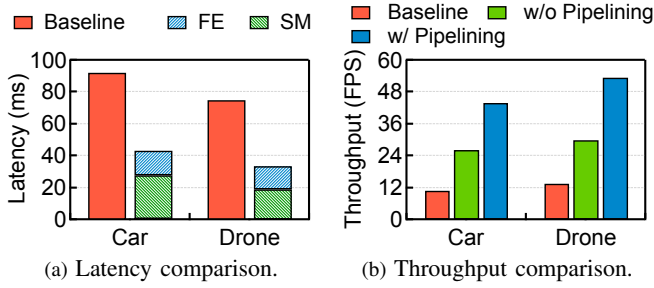 Baseline FE SM
Latency (ms)
100
80
60
40
20
0
Car Drone
(a) Latency comparison.
Baseline w/o Pipelining
w/ Pipelining
Throughput (FPS)
60
48
36
24
12
0
Car Drone
(b) Throughput comparison.